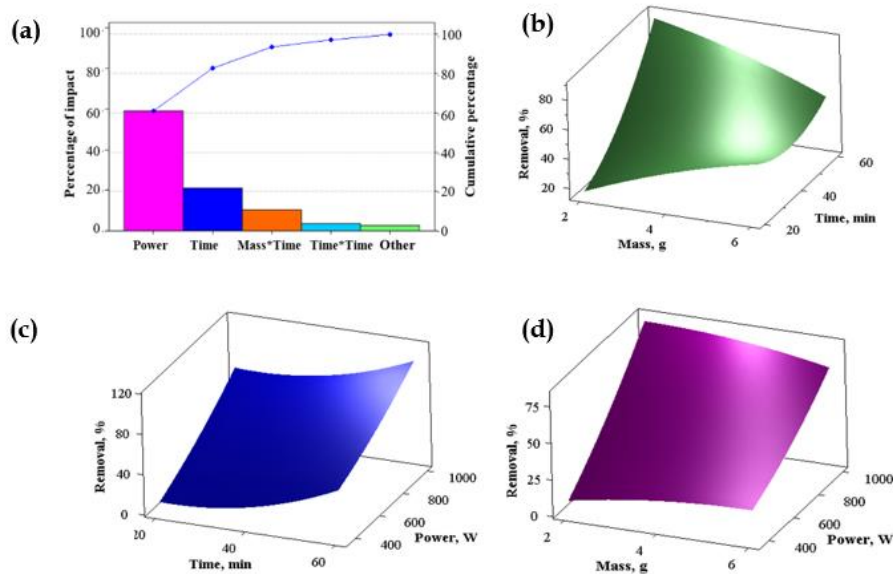 (a)
Percentage of impact
100
80
60
40
20
0
Cumulative percentage
100
80
60
40
20
0
Power Time Mass*Time Time*Time Other
(b)
Removal, %
80
60
40
20
2
4
6
Mass, g
20
40
60
Time, min
(c)
Removal, %
120
80
40
0
20
40
60
Time, min
400
600
800
1000
Power, W
(d)
Removal, %
75
50
25
0
2
4
6
Mass, g
400
600
800
1000
Power, W